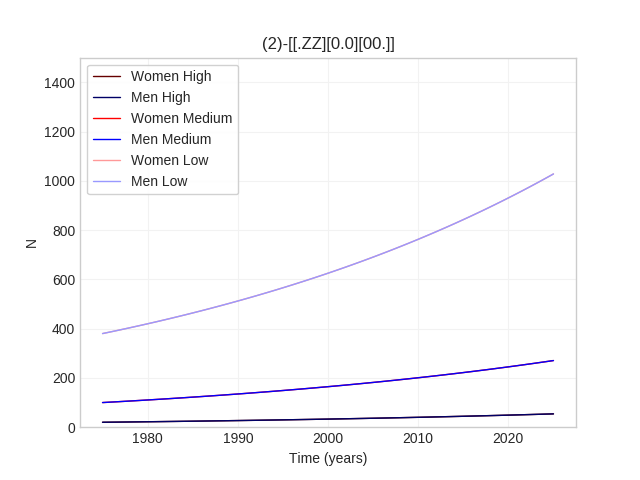 (2)-[[.ZZ][0.0][00.]]
Women High
Men High
Women Medium
Men Medium
Women Low
Men Low
1400
1200
1000
800
600
400
200
0
N
1980 1990 2000 2010 2020
Time (years)